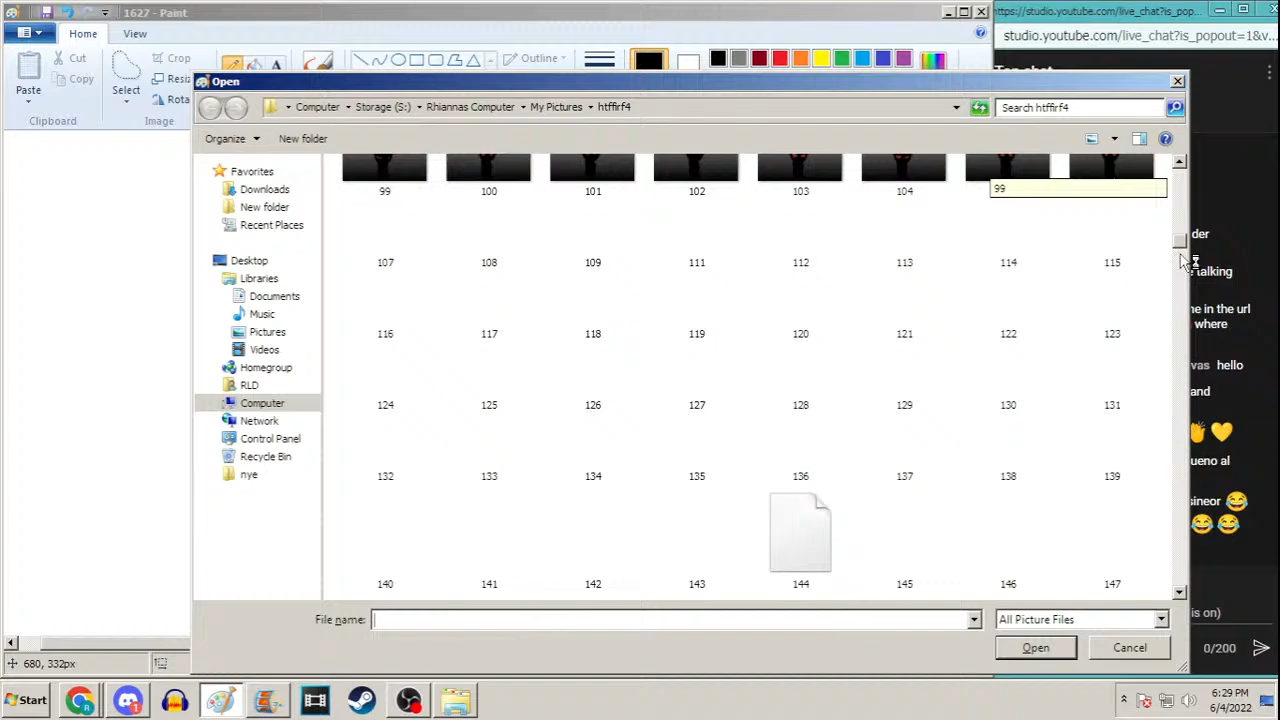 1627 - Paint
https://studio.youtube.com/live_chat?is_pop...
Home
View
studio.youtube.com/live_chat?is_popout=1&v
Paste
Cut
Copy
Clipboard
Select
Crop
Image
Outline
Open
Computer
Storage (S:)
Rhiannas Computer
My Pictures
htffirf4
Search htffirf4
Organize
New folder
Favorites
Downloads
New folder
Recent Places
Desktop
Libraries
Documents
Music
Pictures
Videos
Homegroup
RLD
Computer
Network
Control Panel
Recycle Bin
nye
99 100 101 102 103 104
99
107 108 109 111 112 113 114 115
116 117 118 119 120 121 122 123
124 125 126 127 128 129 130 131
132 133 134 135 136 137 138 139
140 141 142 143 144 145 146 147
File name:
All Picture Files
Open
Cancel
der
talking
ne in the url
where
was hello
and
👏💛
ueno al
sineor 😂
😂😂
is on)
0/200
680, 332px
Start
6:29 PM
6/4/2022